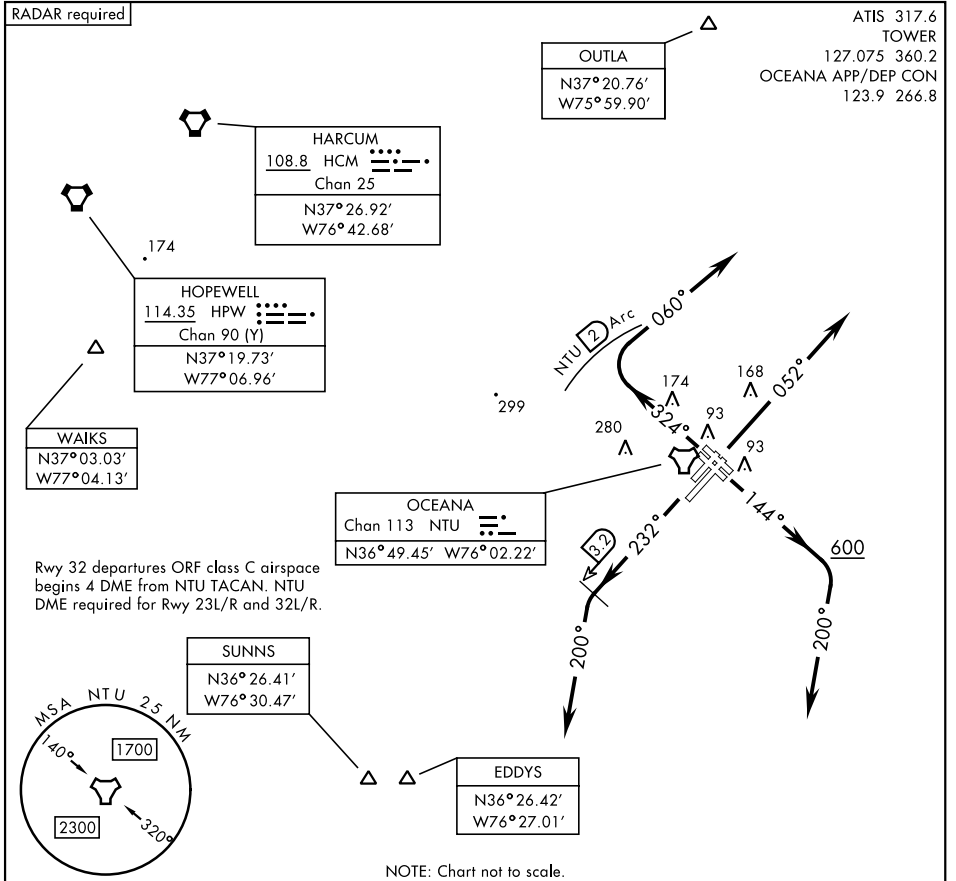 RADAR required
ATIS 317.6
TOWER
127.075 360.2
OCEANA APP/DEP CON
123.9 266.8
OUTLA
N37°20.76'
W75°59.90'
HARCUM
108.8 HCM
Chan 25
N37°26.92'
W76°42.68'
174
HOPEWELL
114.35 HPW
Chan 90 (Y)
N37°19.73'
W77°06.96'
WAIKS
N37°03.03'
W77°04.13'
NTU 2 Arc
060°
052°
299
174
168
324°
93
280
93
OCEANA
Chan 113 NTU
N36°49.45' W76°02.22'
144°
232°
3.2
600
200°
200°
Rwy 32 departures ORF class C airspace
begins 4 DME from NTU TACAN. NTU
DME required for Rwy 23L/R and 32L/R.
SUNNS
N36°26.41'
W76°30.47'
MSA NTU 25 NM
140°
1700
2300
320°
EDDYS
N36°26.42'
W76°27.01'
NOTE: Chart not to scale.